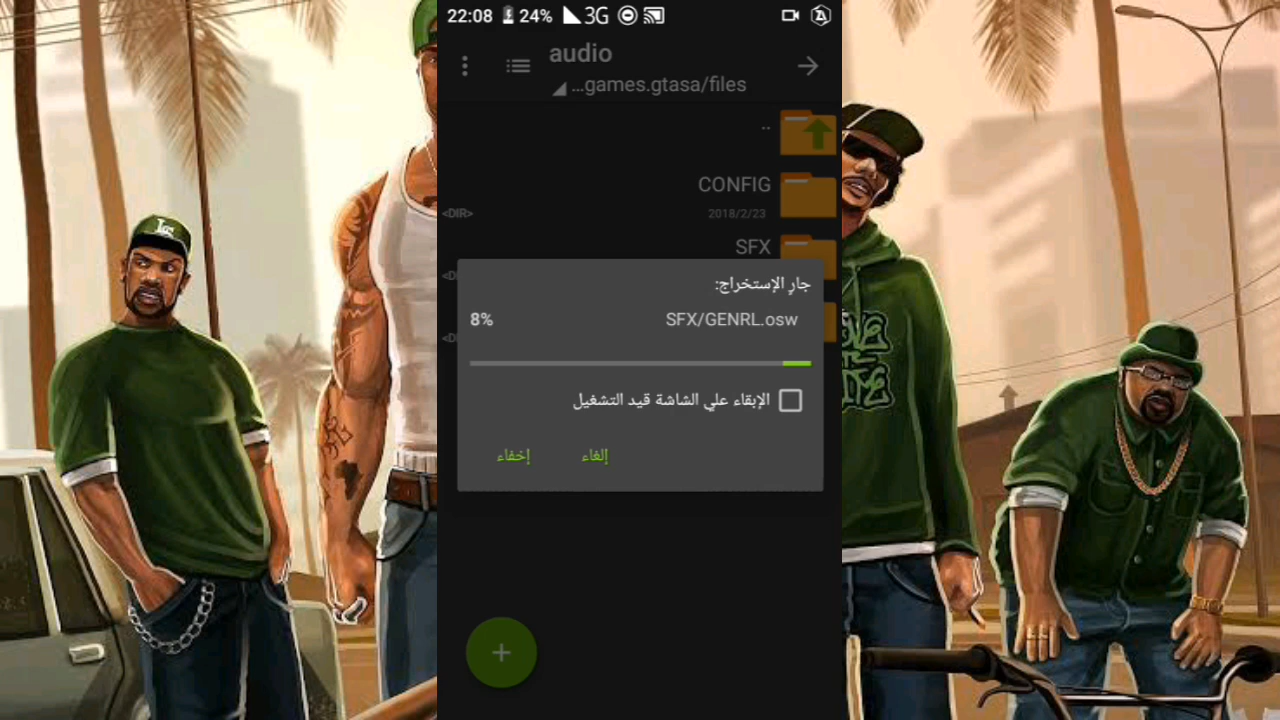 22:08 24% 3G
audio
...games.gtasa/files
..
CONFIG
<DIR> 2018/2/23
SFX
جارِ الإستخراج:
8% SFX/GENRL.osw
الإبقاء علي الشاشة قيد التشغيل
إلغاء إخفاء